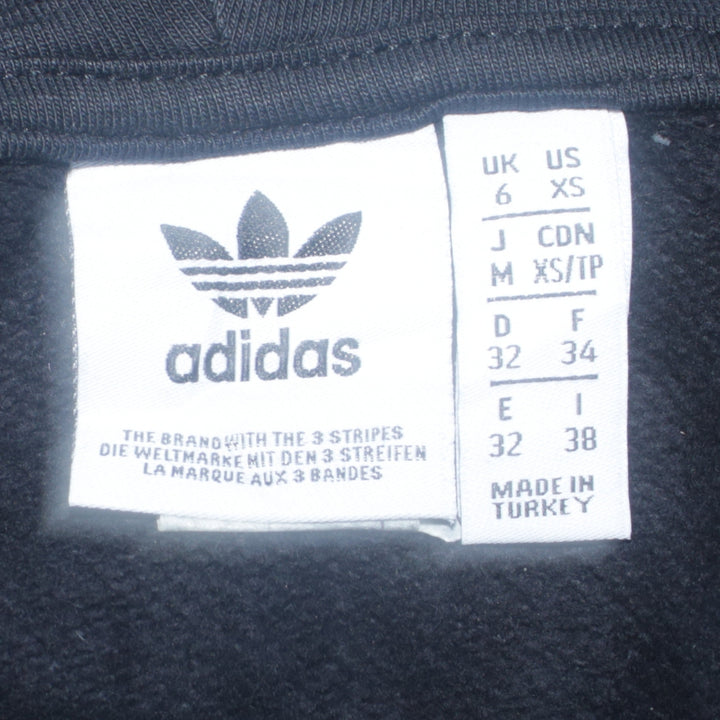 adidas
THE BRAND WITH THE 3 STRIPES
DIE WELTMARKE MIT DEN 3 STREIFEN
LA MARQUE AUX 3 BANDES
UK US
6 XS
J CDN
M XS/TP
D F
32 34
E I
32 38
MADE IN
TURKEY